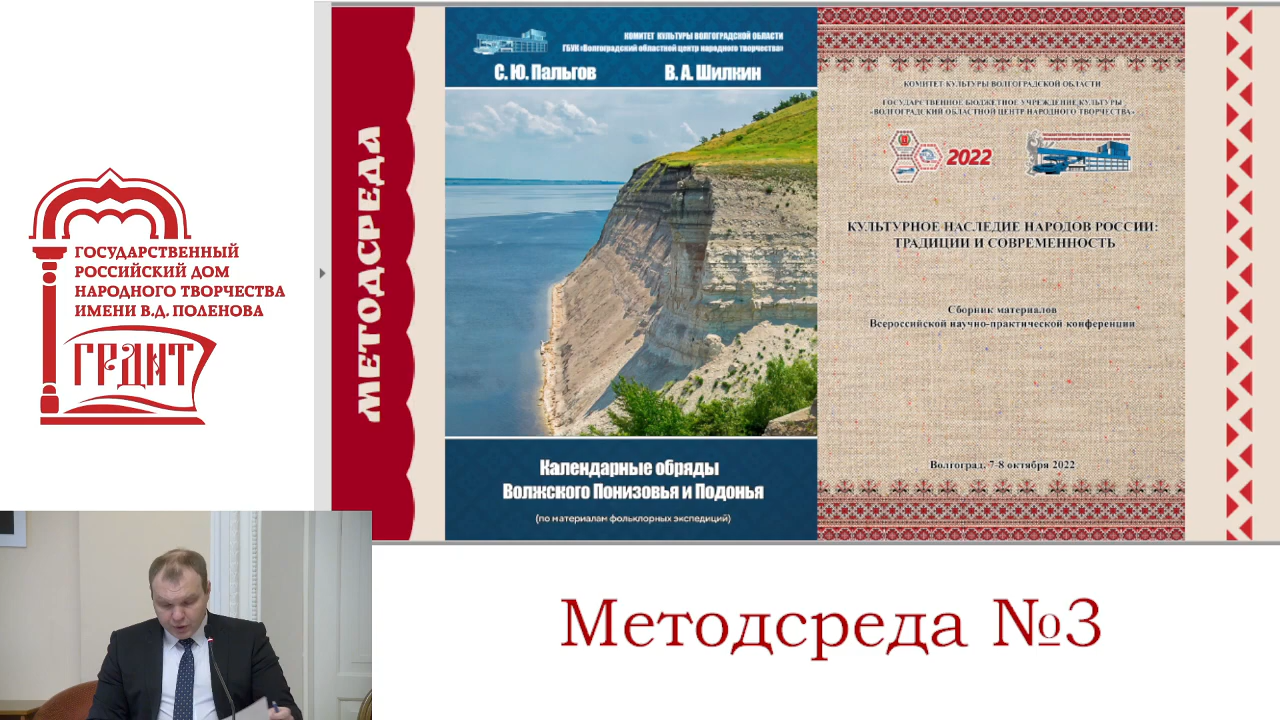 ГОСУДАРСТВЕННЫЙ
РОССИЙСКИЙ ДОМ
НАРОДНОГО ТВОРЧЕСТВА
ИМЕНИ В.Д. ПОЛЕНОВА
ГРДНТ
МЕТОДСРЕДА
КОМИТЕТ КУЛЬТУРЫ ВОЛГОГРАДСКОЙ ОБЛАСТИ
ГБУК «Волгоградский областной центр народного творчества»
С. Ю. Пальгов В. А. Шилкин
Календарные обряды
Волжского Понизовья и Подонья
(по материалам фольклорных экспедиций)
КОМИТЕТ КУЛЬТУРЫ ВОЛГОГРАДСКОЙ ОБЛАСТИ
ГОСУДАРСТВЕННОЕ БЮДЖЕТНОЕ УЧРЕЖДЕНИЕ КУЛЬТУРЫ
«ВОЛГОГРАДСКИЙ ОБЛАСТНОЙ ЦЕНТР НАРОДНОГО ТВОРЧЕСТВА»
2022
КУЛЬТУРНОЕ НАСЛЕДИЕ НАРОДОВ РОССИИ:
ТРАДИЦИИ И СОВРЕМЕННОСТЬ
Сборник материалов
Всероссийской научно-практической конференции
Волгоград, 7-8 октября 2022
Методсреда №3